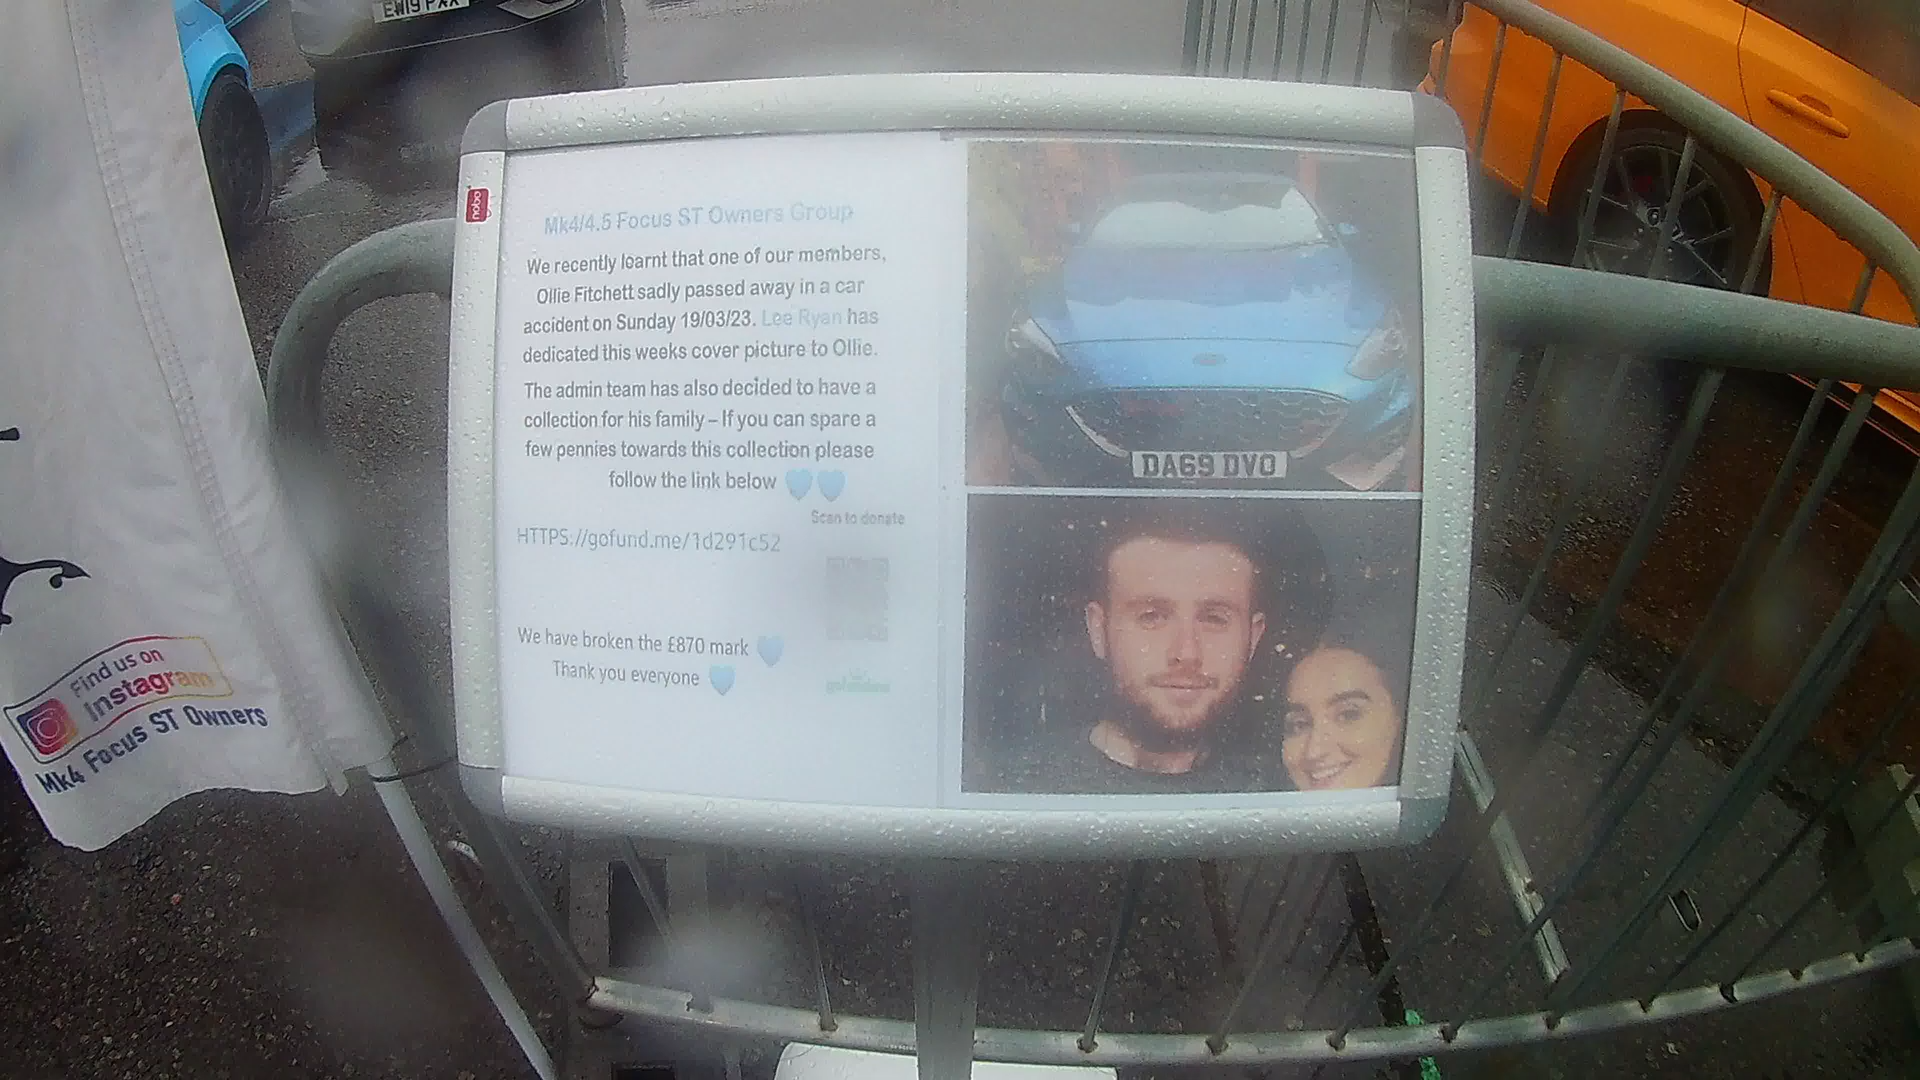 EW19 PXX
nobo
Mk4/4.5 Focus ST Owners Group
We recently learnt that one of our members,
Ollie Fitchett sadly passed away in a car
accident on Sunday 19/03/23. Lee Ryan has
dedicated this weeks cover picture to Ollie.
The admin team has also decided to have a
collection for his family – If you can spare a
few pennies towards this collection please
follow the link below
Scan to donate
HTTPS://gofund.me/1d291c52
We have broken the £870 mark
Thank you everyone
gofundme
DA69 DVO
Find us on
Instagram
Mk4 Focus ST Owners